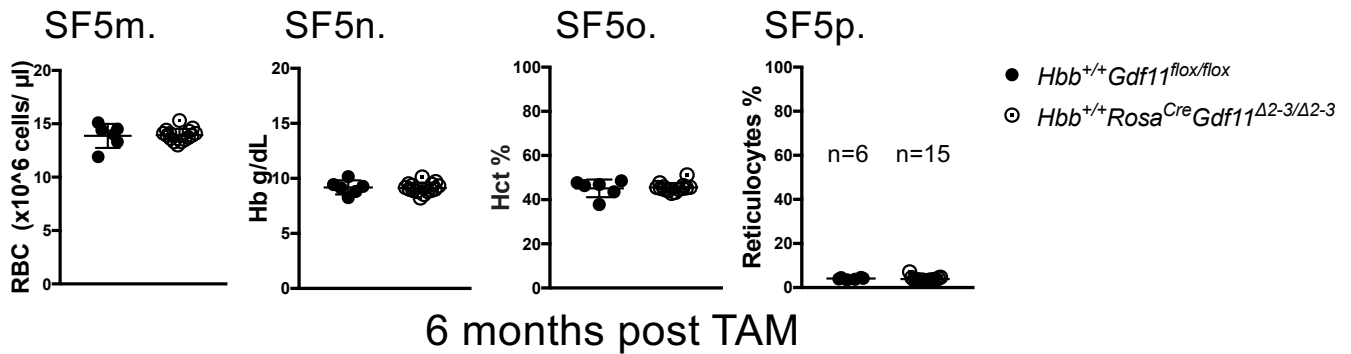 SF5m.
SF5n.
SF5o.
SF5p.
RBC (x10^6 cells/ µl)
20
15
10
5
0
Hb g/dL
20
15
10
5
0
Hct %
100
80
60
40
20
0
Reticulocytes %
100
80
60
40
20
0
n=6 n=15
Hbb+/+Gdf11flox/flox
Hbb+/+RosaCreGdf11Δ2-3/Δ2-3
6 months post TAM